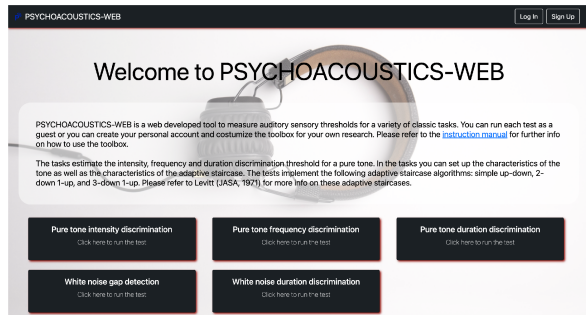 PSYCHOACOUSTICS-WEB
Log In
Sign Up
Welcome to PSYCHOACOUSTICS-WEB
PSYCHOACOUSTICS-WEB is a web developed tool to measure auditory sensory thresholds for a variety of classic tasks. You can run each test as a
guest or you can create your personal account and costumize the toolbox for your own research. Please refer to the instruction manual for further info
on how to use the toolbox.
The tasks estimate the intensity, frequency and duration discrimination threshold for a pure tone. In the tasks you can set up the characteristics of the
tone as well as the characteristics of the adaptive staircase. The tests implement the following adaptive staircase algorithms: simple up-down, 2-
down 1-up, and 3-down 1-up. Please refer to Levitt (JASA, 1971) for more info on these adaptive staircases.
Pure tone intensity discrimination
Click here to run the test
Pure tone frequency discrimination
Click here to run the test
Pure tone duration discrimination
Click here to run the test
White noise gap detection
Click here to run the test
White noise duration discrimination
Click here to run the test